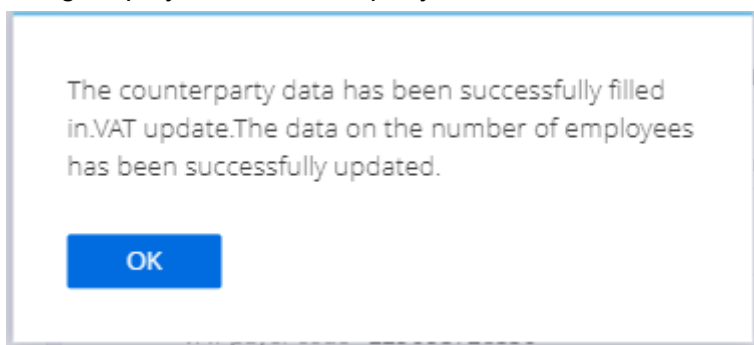 The counterparty data has been successfully filled
in.VAT update.The data on the number of employees
has been successfully updated.
OK